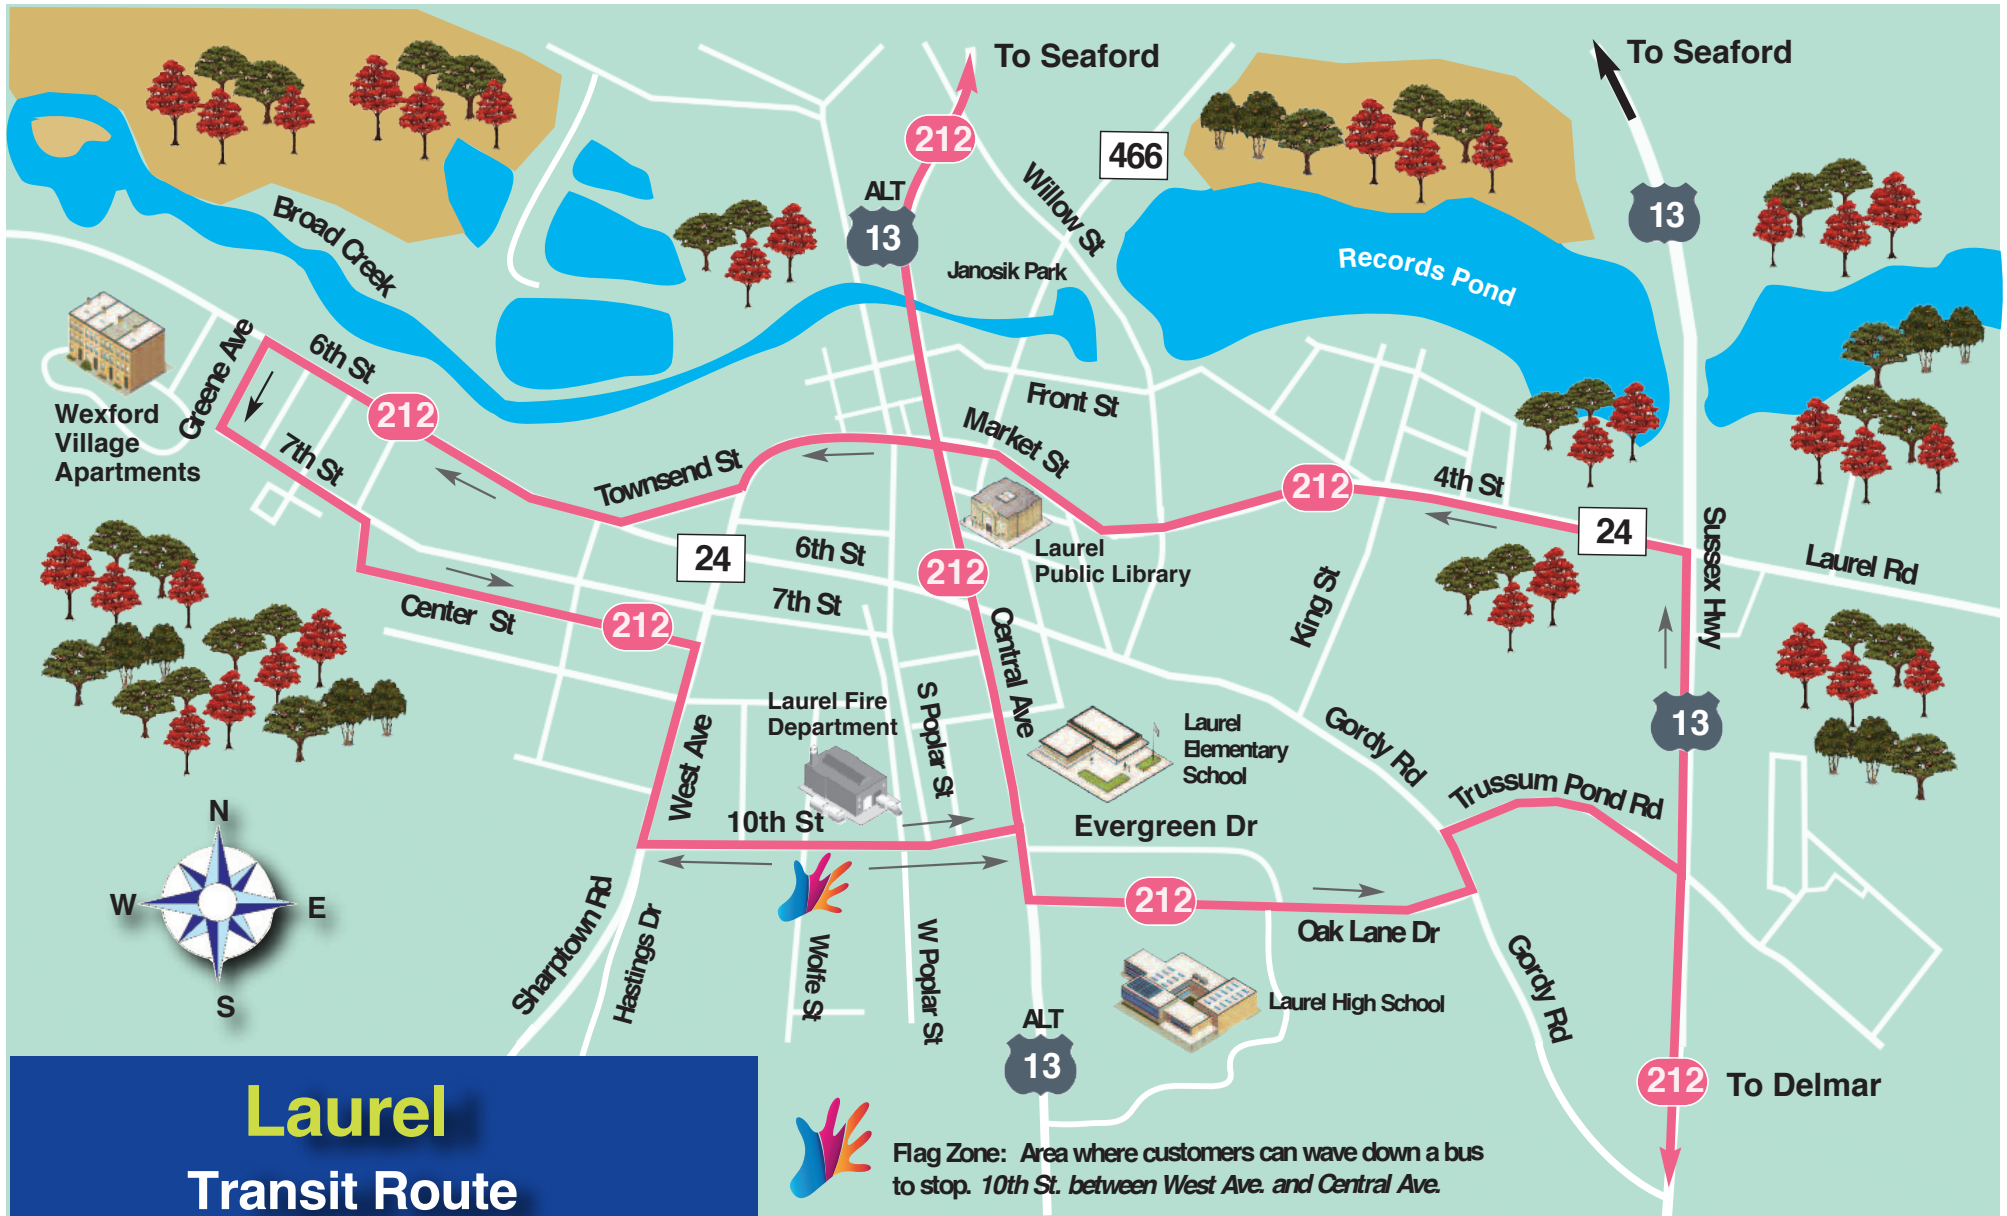 To Seaford
To Seaford
212
466
ALT
13
Willow St
13
Broad Creek
Janosik Park
Records Pond
Greene Ave
6th St
Wexford
Village
Apartments
212
7th St
Townsend St
Front St
Market St
212
4th St
24
24
6th St
212
Laurel
Public Library
Sussex Hwy
Laurel Rd
7th St
Center St
212
King St
Central Ave
Laurel Fire
Department
S Poplar St
West Ave
Laurel
Elementary
School
Gordy Rd
13
Trussum Pond Rd
10th St
Evergreen Dr
N
W
E
S
212
Oak Lane Dr
Sharptown Rd
Hastings Dr
Wolfe St
W Poplar St
Laurel High School
Gordy Rd
ALT
13
212
To Delmar
Laurel
Transit Route
Flag Zone: Area where customers can wave down a bus
to stop. 10th St. between West Ave. and Central Ave.